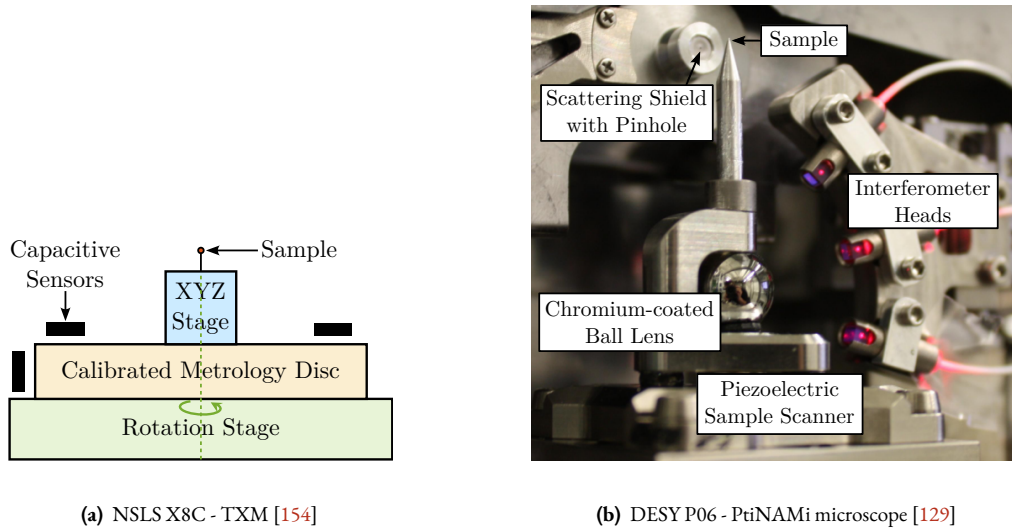 Capacitive
Sensors
Sample
XYZ
Stage
Calibrated Metrology Disc
Rotation Stage
(a) NSLS X8C - TXM [154]
Sample
Scattering Shield
with Pinhole
Interferometer
Heads
Chromium-coated
Ball Lens
Piezoelectric
Sample Scanner
(b) DESY P06 - PtiNAMi microscope [129]